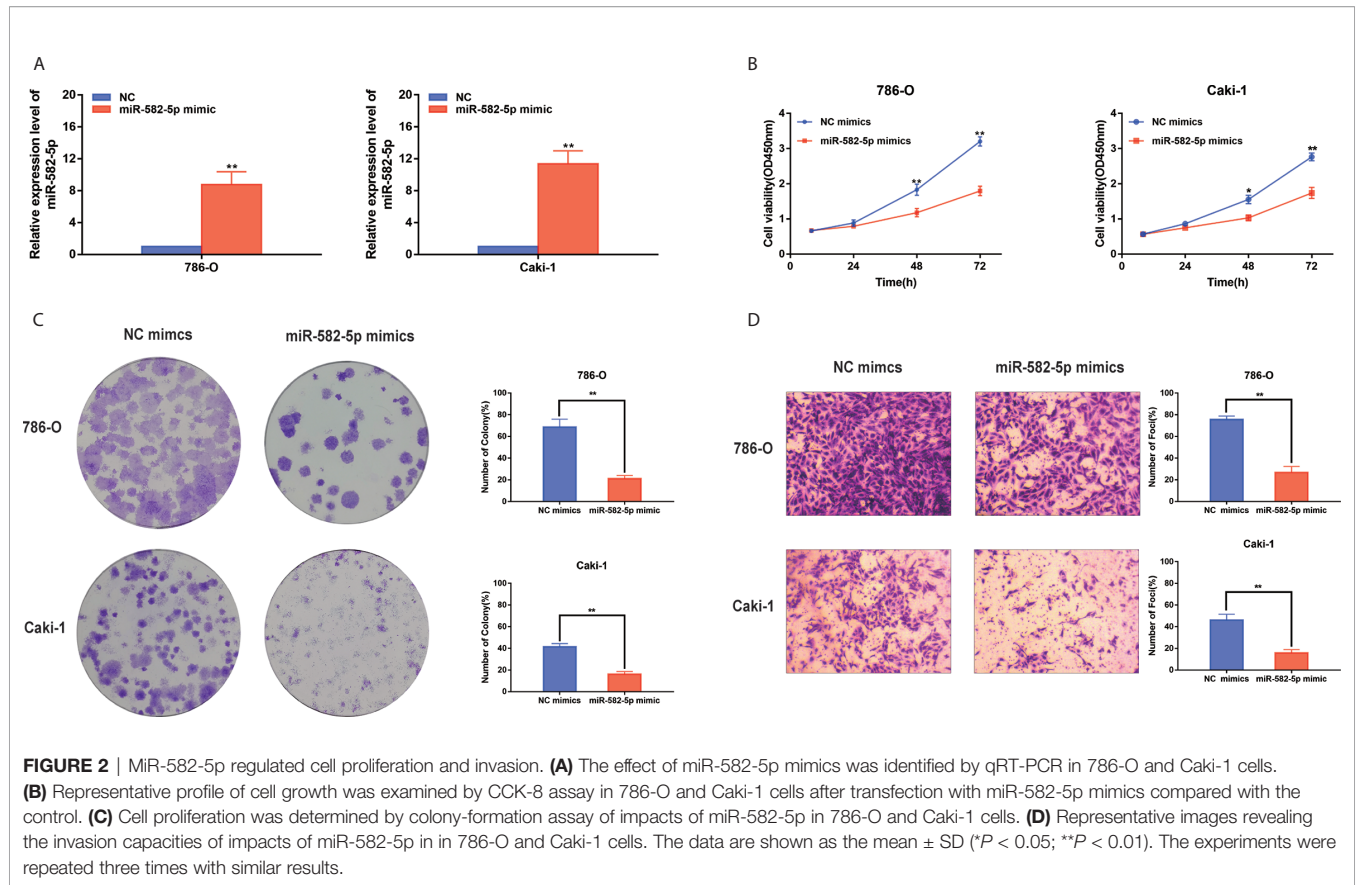 A
NC
miR-582-5p mimic
Relative expression level of
miR-582-5p
20
16
12
8
4
0
**
786-O
NC
miR-582-5p mimic
Relative expression level of
miR-582-5p
20
16
12
8
4
0
**
Caki-1
B
786-O
NC mimics
miR-582-5p mimics
Cell viability(OD450nm)
4
3
2
1
0
**
**
0
24
48
72
Time(h)
Caki-1
NC mimics
miR-582-5p mimics
Cell viability(OD450nm)
4
3
2
1
0
*
**
0
24
48
72
Time(h)
C
NC mimcs
miR-582-5p mimics
786-O
Caki-1
786-O
Number of Colony(%)
100
80
60
40
20
0
**
NC mimics
miR-582-5p mimic
Caki-1
Number of Colony(%)
100
80
60
40
20
0
**
NC mimics
miR-582-5p mimic
D
NC mimcs
miR-582-5p mimics
786-O
Caki-1
786-O
Number of Foci(%)
100
80
60
40
20
0
**
NC mimics
miR-582-5p mimic
Caki-1
Number of Foci(%)
100
80
60
40
20
0
**
NC mimics
miR-582-5p mimic
FIGURE 2 | MiR-582-5p regulated cell proliferation and invasion. (A) The effect of miR-582-5p mimics was identified by qRT-PCR in 786-O and Caki-1 cells.
(B) Representative profile of cell growth was examined by CCK-8 assay in 786-O and Caki-1 cells after transfection with miR-582-5p mimics compared with the
control. (C) Cell proliferation was determined by colony-formation assay of impacts of miR-582-5p in 786-O and Caki-1 cells. (D) Representative images revealing
the invasion capacities of impacts of miR-582-5p in in 786-O and Caki-1 cells. The data are shown as the mean ± SD (*P < 0.05; **P < 0.01). The experiments were
repeated three times with similar results.